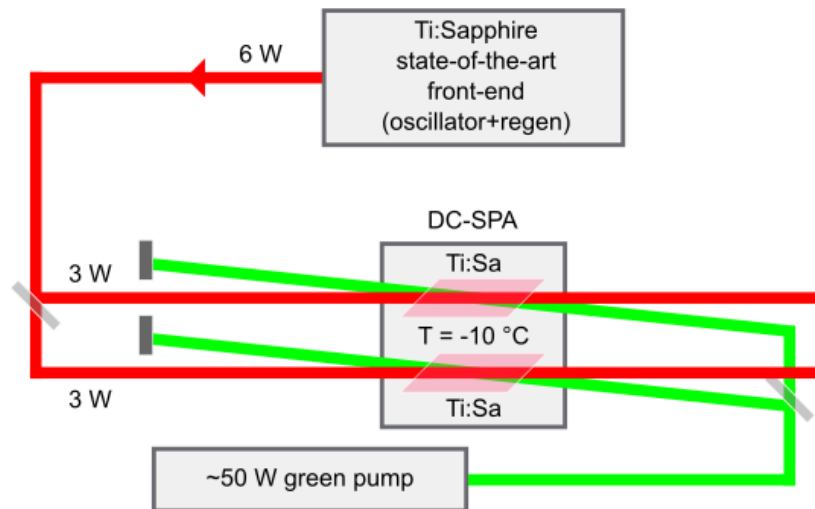 6 W
Ti:Sapphire
state-of-the-art
front-end
(oscillator+regen)
DC-SPA
3 W
Ti:Sa
T = -10 °C
3 W
Ti:Sa
~50 W green pump